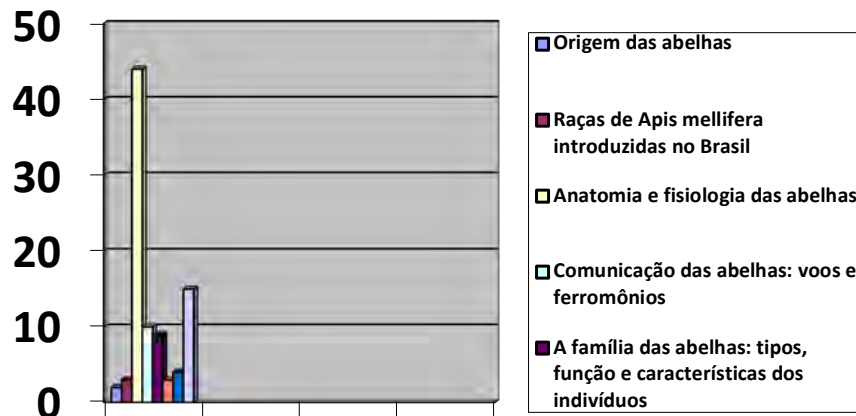 50
40
30
20
10
0
Origem das abelhas
Raças de Apis mellifera
introduzidas no Brasil
Anatomia e fisiologia das abelhas
Comunicação das abelhas: voos e
ferromônios
A família das abelhas: tipos,
função e características dos
indivíduos